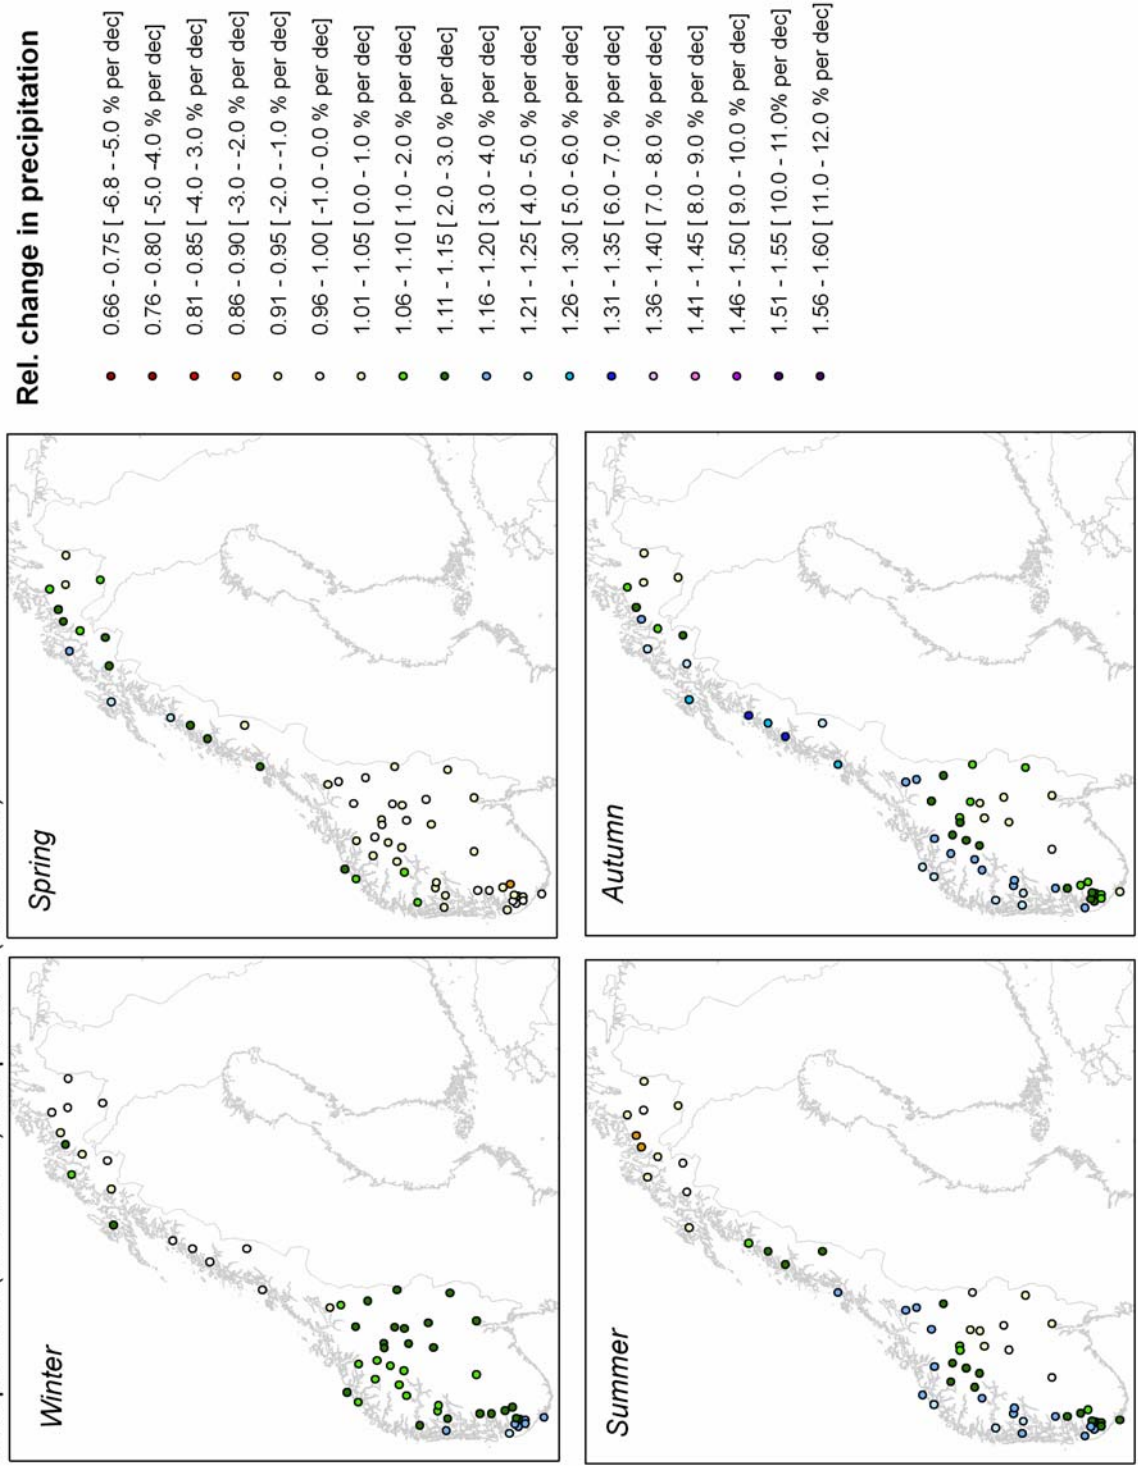 Rel. change in precipitation
0.66 - 0.75 [ -6.8 - -5.0 % per dec]
0.76 - 0.80 [ -5.0 -4.0 % per dec]
0.81 - 0.85 [ -4.0 - 3.0 % per dec]
0.86 - 0.90 [ -3.0 - -2.0 % per dec]
0.91 - 0.95 [ -2.0 - -1.0 % per dec]
0.96 - 1.00 [ -1.0 - 0.0 % per dec]
1.01 - 1.05 [ 0.0 - 1.0 % per dec]
1.06 - 1.10 [ 1.0 - 2.0 % per dec]
1.11 - 1.15 [ 2.0 - 3.0 % per dec]
1.16 - 1.20 [ 3.0 - 4.0 % per dec]
1.21 - 1.25 [ 4.0 - 5.0 % per dec]
1.26 - 1.30 [ 5.0 - 6.0 % per dec]
1.31 - 1.35 [ 6.0 - 7.0 % per dec]
1.36 - 1.40 [ 7.0 - 8.0 % per dec]
1.41 - 1.45 [ 8.0 - 9.0 % per dec]
1.46 - 1.50 [ 9.0 - 10.0 % per dec]
1.51 - 1.55 [ 10.0 - 11.0% per dec]
1.56 - 1.60 [ 11.0 - 12.0 % per dec]
Winter
Spring
Summer
Autumn